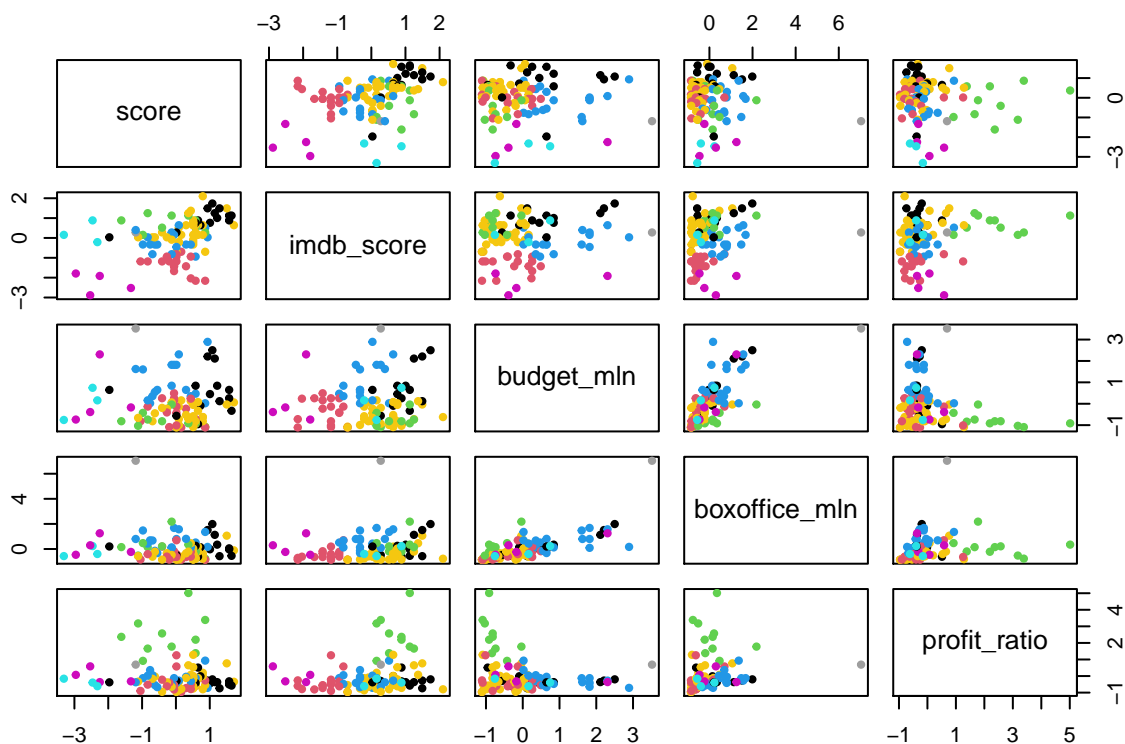 −3 −1 1 2
0 2 4 6
score
0
−3
2
0
−3
imdb_score
budget_mln
3
1
−1
4
0
boxoffice_mln
profit_ratio
4
2
−1
−3 −1 1
−1 0 1 2 3
−1 1 3 5